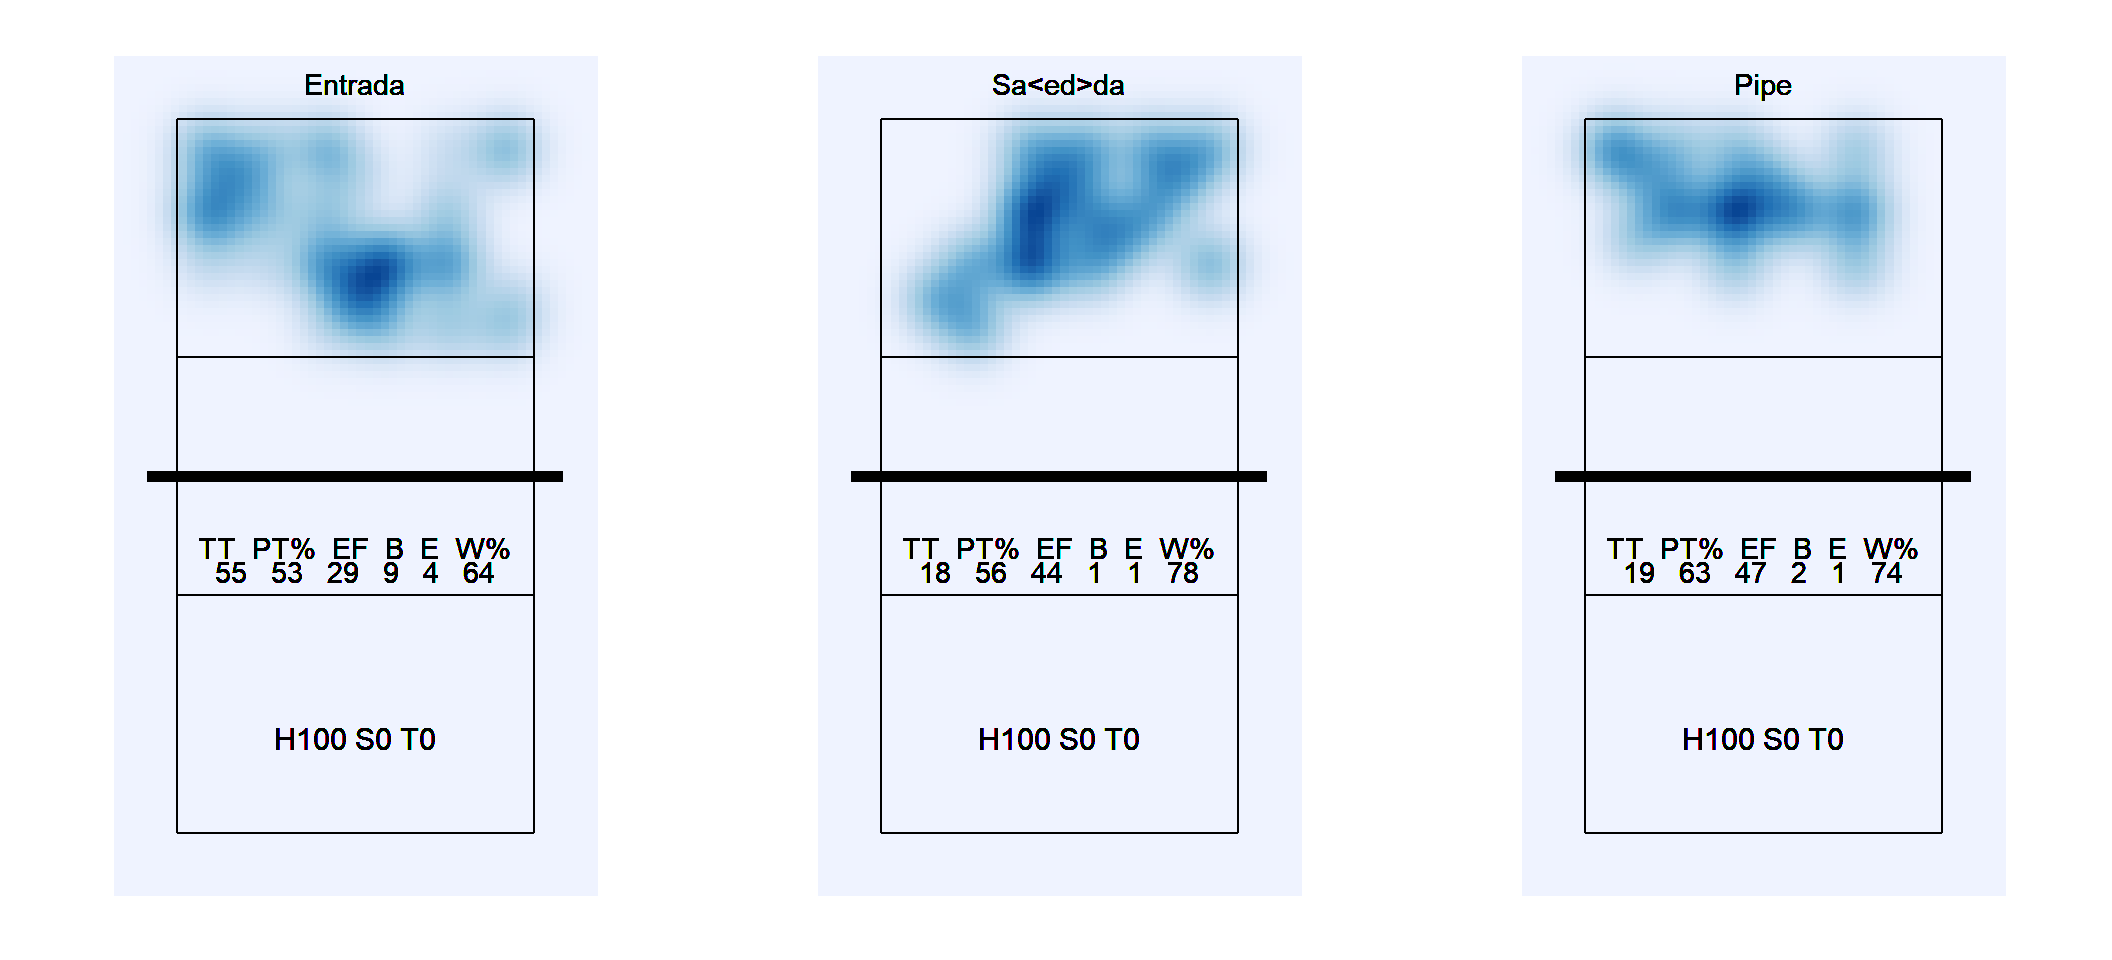 Entrada
TT PT% EF B E W%
55 53 29 9 4 64
H100 S0 T0
Sa<ed>da
TT PT% EF B E W%
18 56 44 1 1 78
H100 S0 T0
Pipe
TT PT% EF B E W%
19 63 47 2 1 74
H100 S0 T0